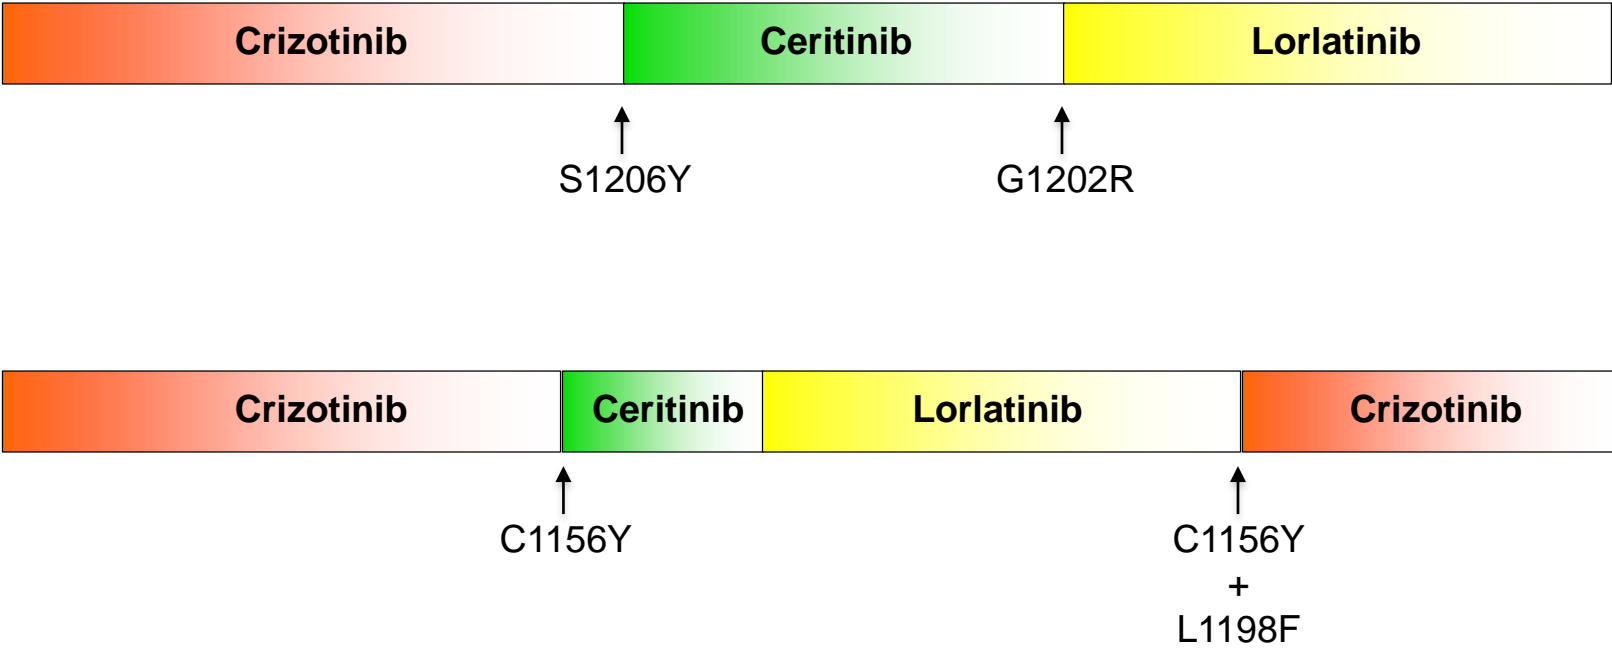 Crizotinib Ceritinib Lorlatinib
S1206Y G1202R
Crizotinib Ceritinib Lorlatinib Crizotinib
C1156Y C1156Y
+
L1198F